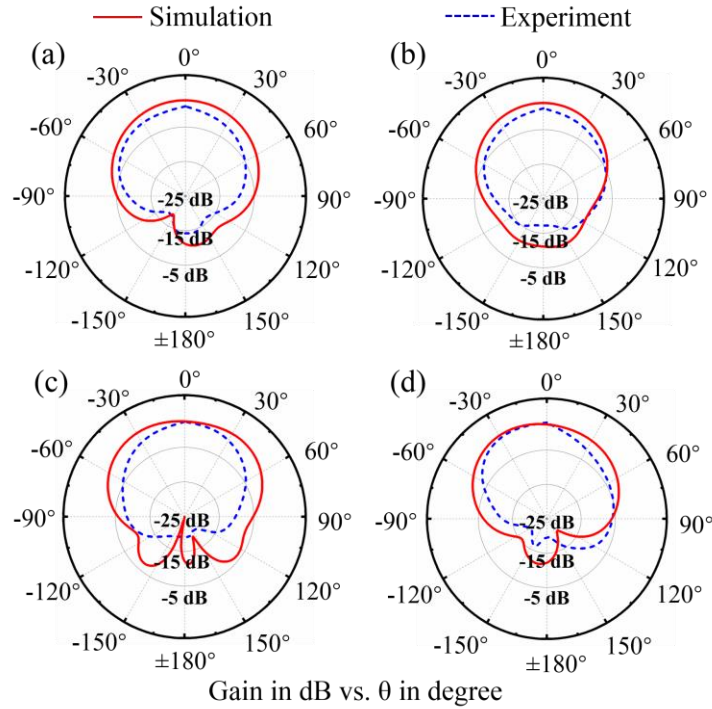 Simulation Experiment
(a) (b)
0° 0°
-30° 30° -30° 30°
-60° 60° -60° 60°
-90° -25 dB 90° -90° -25 dB 90°
-15 dB -15 dB
-120° -5 dB 120° -120° -5 dB 120°
-150° 150° -150° 150°
±180° ±180°
(c) (d)
0° 0°
-30° 30° -30° 30°
-60° 60° -60° 60°
-90° -25 dB 90° -90° -25 dB 90°
-15 dB -15 dB
-120° -5 dB 120° -120° -5 dB 120°
-150° 150° -150° 150°
±180° ±180°
Gain in dB vs. θ in degree